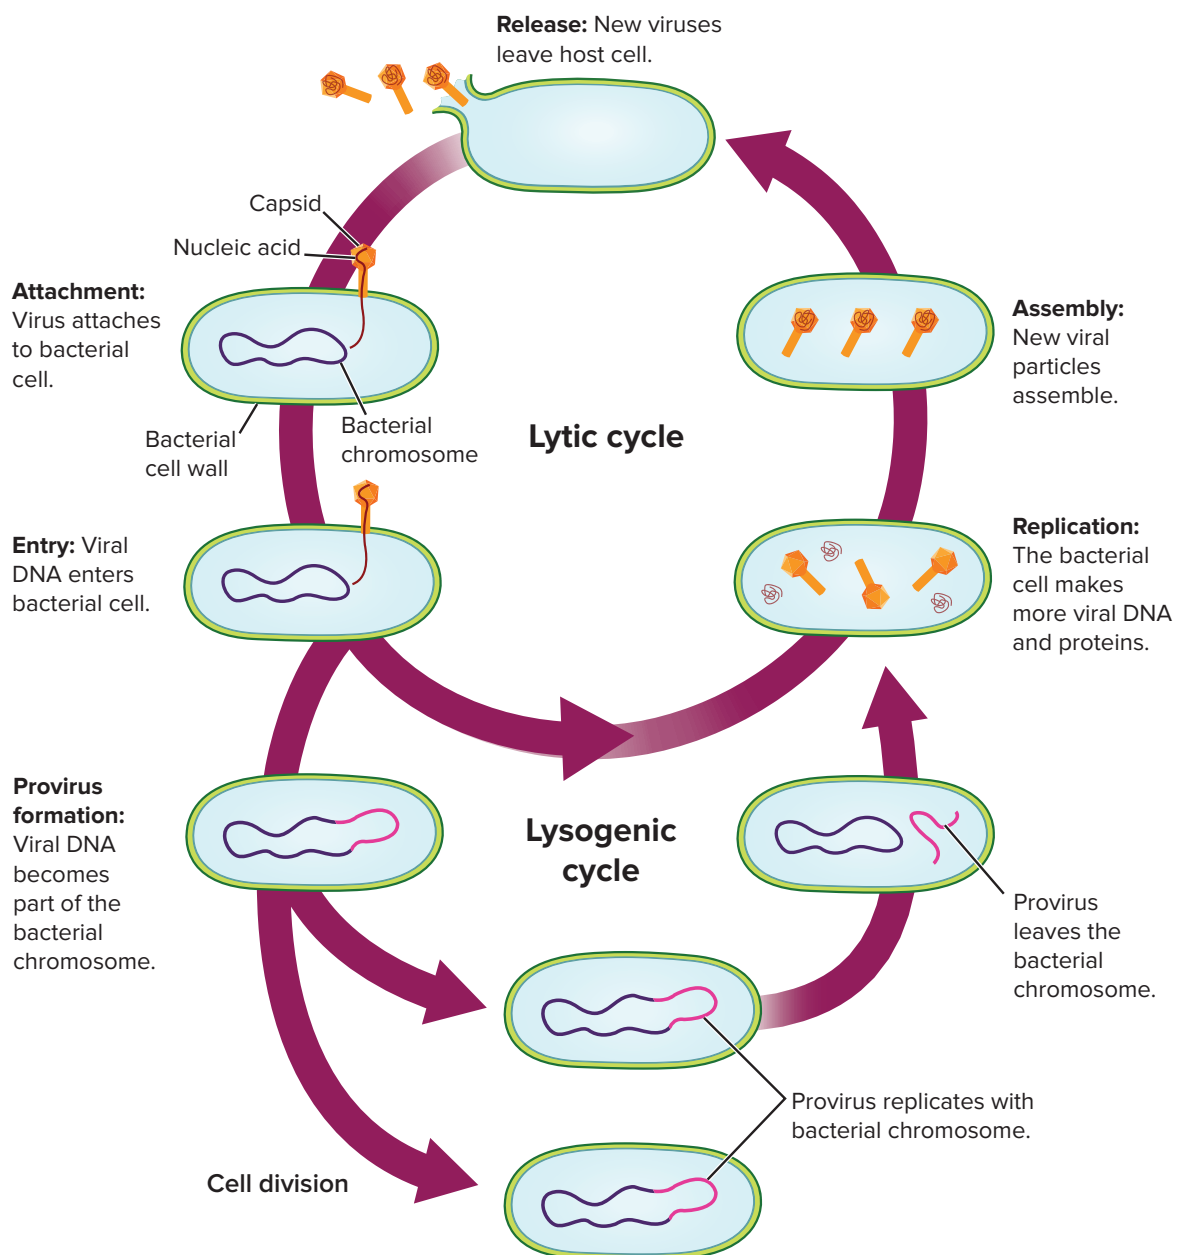 Release: New viruses
leave host cell.
Capsid
Nucleic acid
Attachment:
Virus attaches
to bacterial
cell.
Bacterial
cell wall
Bacterial
chromosome
Lytic cycle
Assembly:
New viral
particles
assemble.
Entry: Viral
DNA enters
bacterial cell.
Replication:
The bacterial
cell makes
more viral DNA
and proteins.
Provirus
formation:
Viral DNA
becomes
part of the
bacterial
chromosome.
Lysogenic
cycle
Provirus
leaves the
bacterial
chromosome.
Provirus replicates with
bacterial chromosome.
Cell division